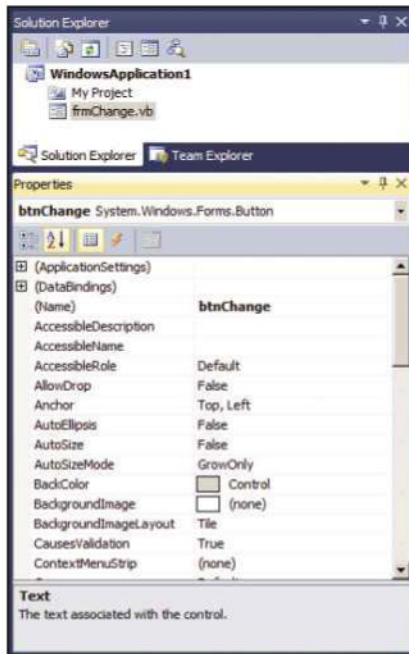 Solution Explorer
WindowsApplication1
My Project
frmChange.vb
Solution Explorer Team Explorer
Properties
btnChange System.Windows.Forms.Button
(ApplicationSettings)
(DataBindings)
(Name) btnChange
AccessibleDescription
AccessibleName
AccessibleRole Default
AllowDrop False
Anchor Top, Left
AutoEllipsis False
AutoSize False
AutoSizeMode GrowOnly
BackColor Control
BackgroundImage (none)
BackgroundImageLayout Tile
CausesValidation True
ContextMenuStrip (none)
Text
The text associated with the control.